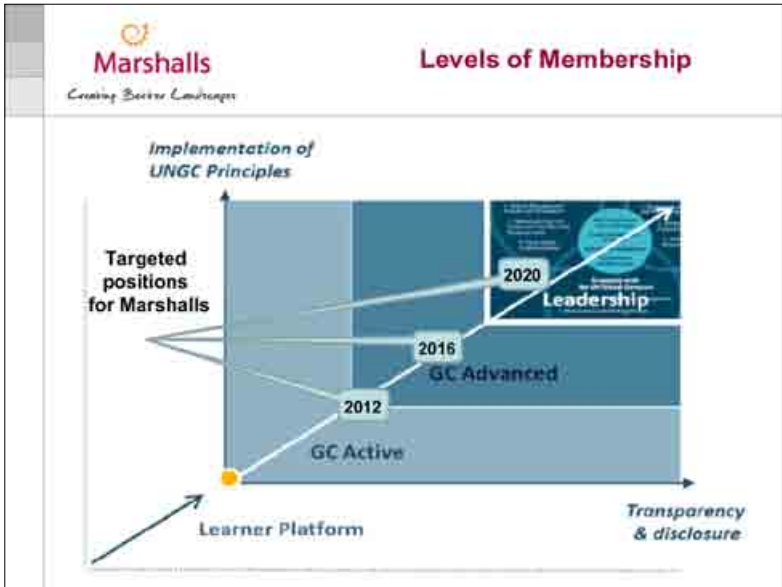 Marshalls
Creating Better Landscapes
Levels of Membership
Implementation of
UNGC Principles
Targeted
positions
for Marshalls
2020
Leadership
2016
GC Advanced
2012
GC Active
Learner Platform
Transparency
& disclosure